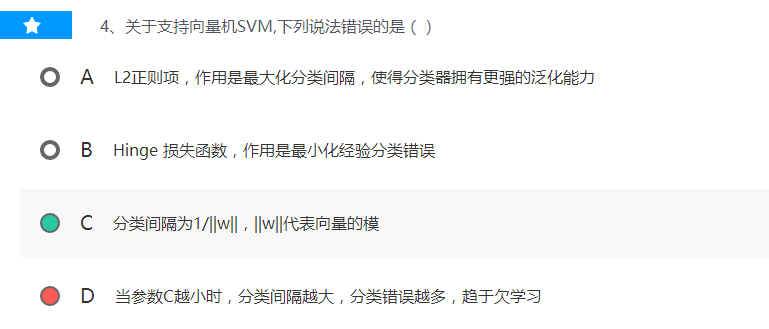 4、关于支持向量机SVM,下列说法错误的是（ ）
A L2正则项，作用是最大化分类间隔，使得分类器拥有更强的泛化能力
B Hinge 损失函数，作用是最小化经验分类错误
C 分类间隔为1/||w||，||w||代表向量的模
D 当参数C越小时，分类间隔越大，分类错误越多，趋于欠学习